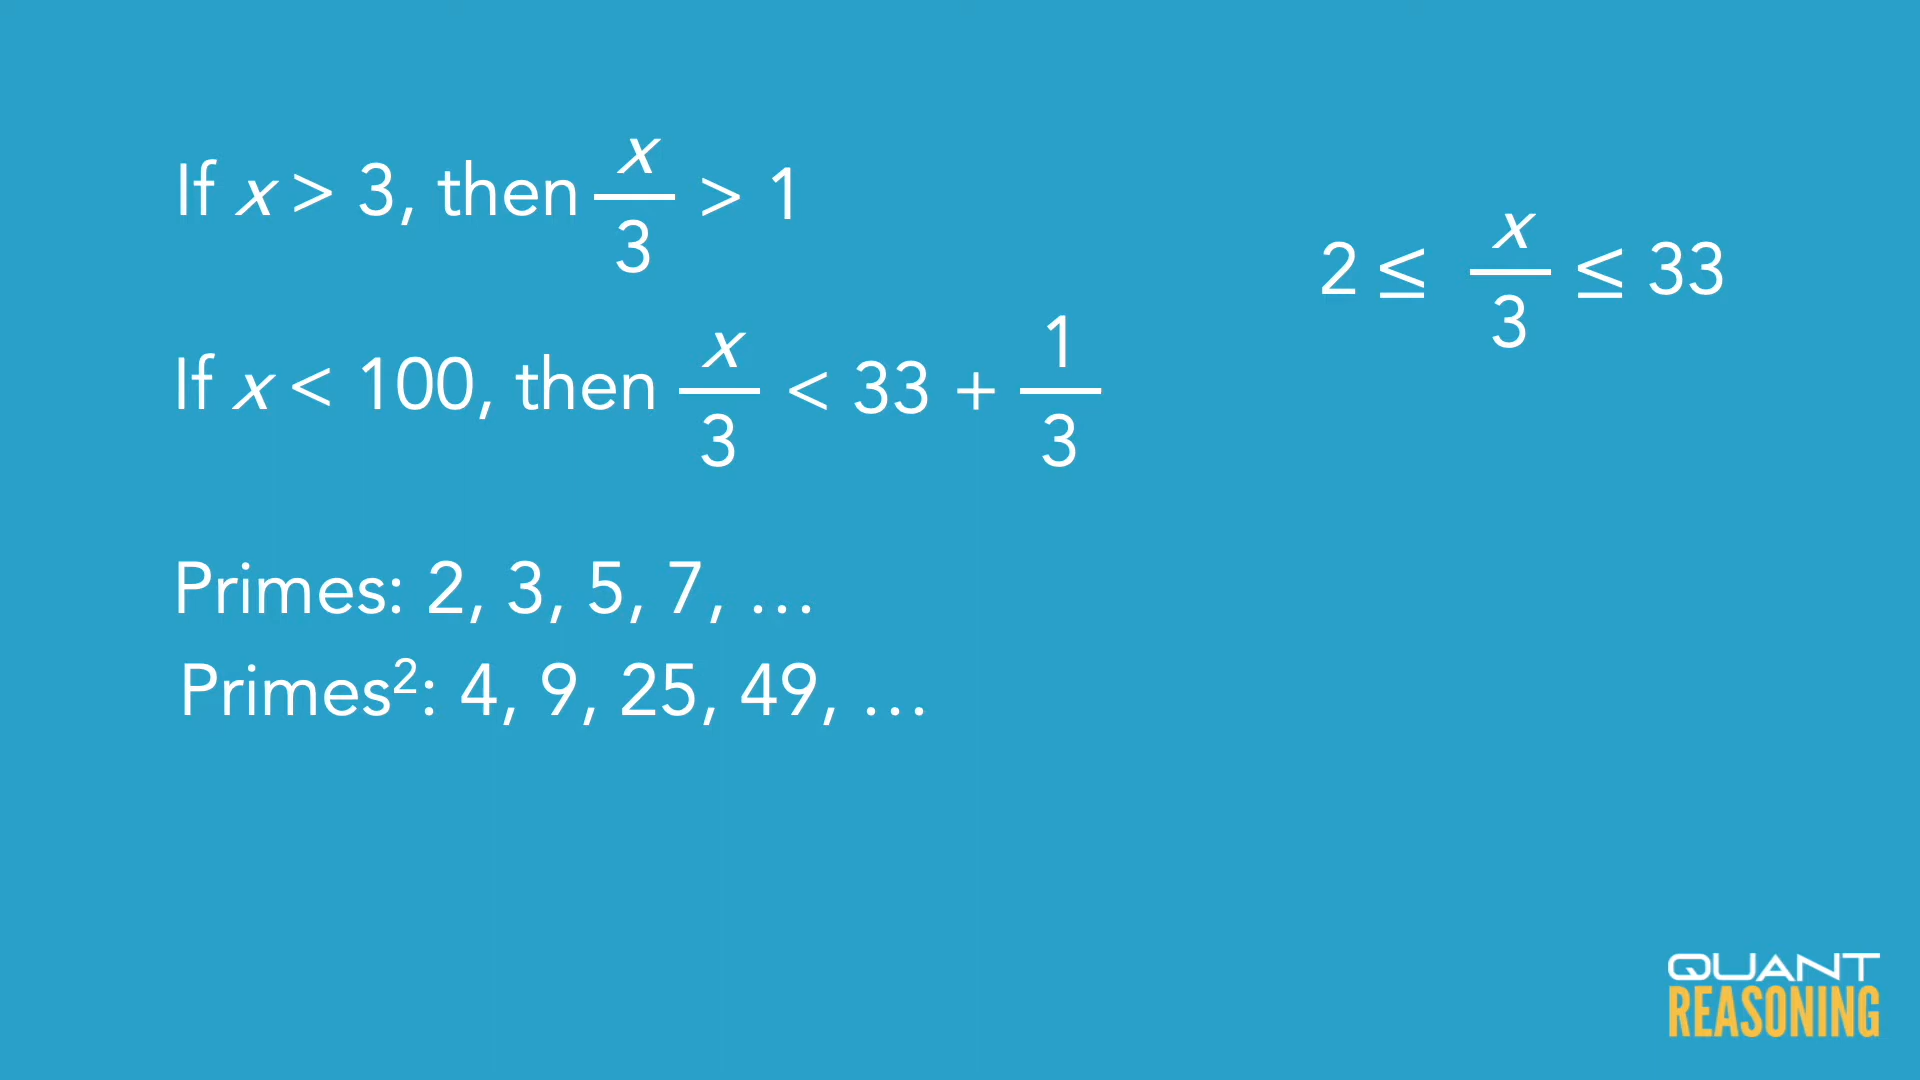 If x > 3, then x/3 > 1
2 ≤ x/3 ≤ 33
If x < 100, then x/3 < 33 + 1/3
Primes: 2, 3, 5, 7, …
Primes²: 4, 9, 25, 49, …
QUANT
REASONING